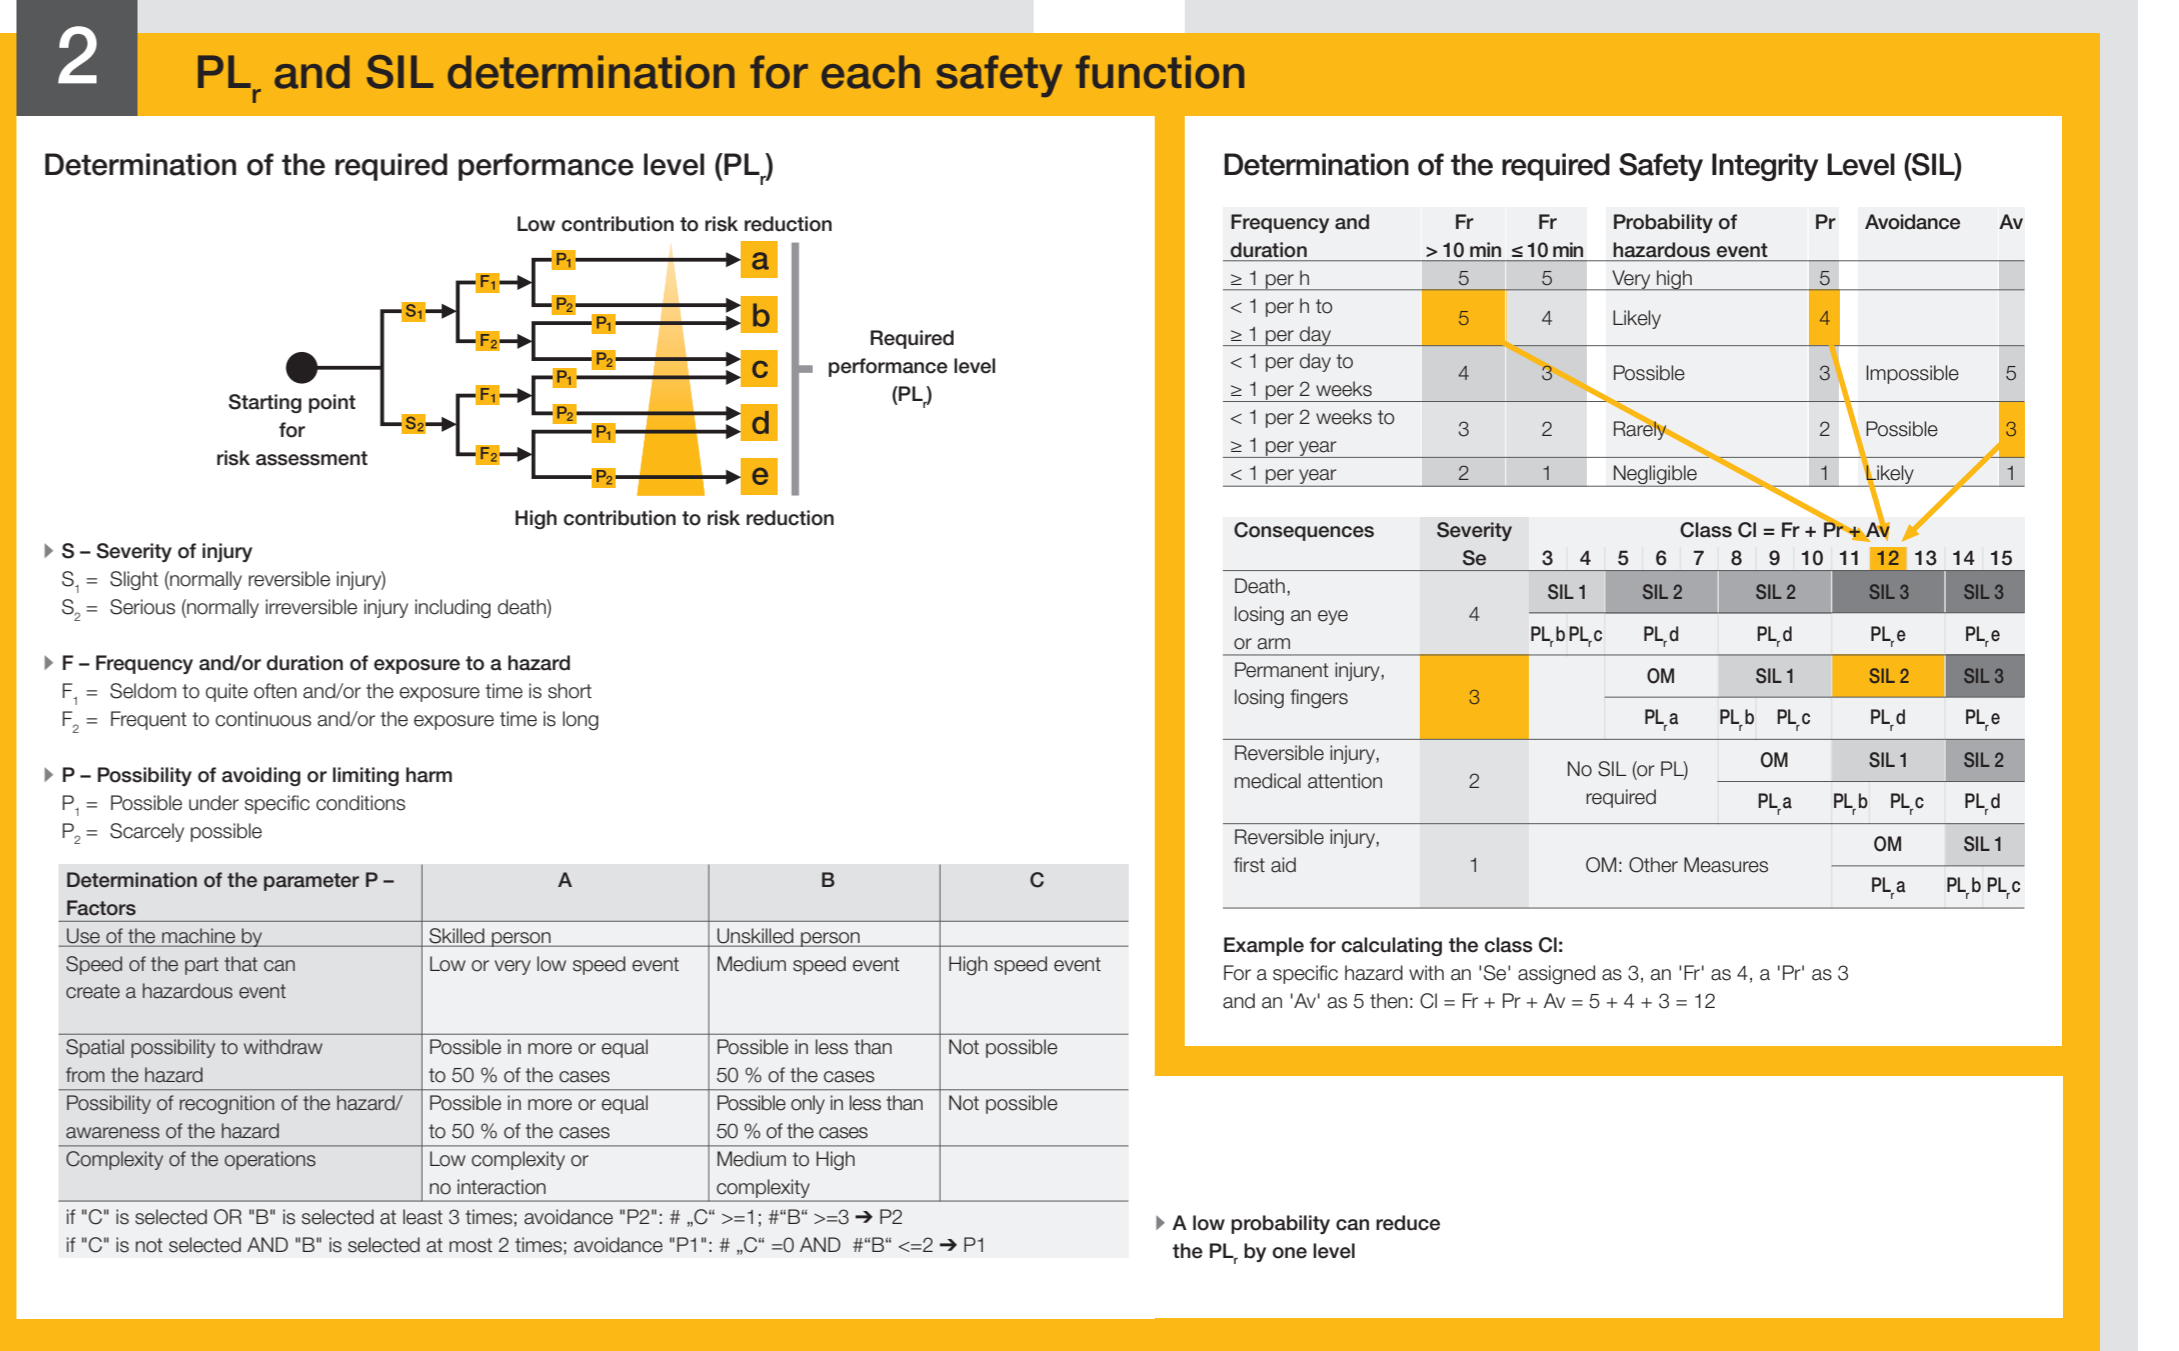 2
PLr and SIL determination for each safety function
Determination of the required performance level (PLr)
Low contribution to risk reduction
S1
S2
F1
F2
F1
F2
P1
P2
P1
P2
P1
P2
P1
P2
a
b
c
d
e
Starting point
for
risk assessment
Required
performance level
(PLr)
High contribution to risk reduction
S – Severity of injury
S1 = Slight (normally reversible injury)
S2 = Serious (normally irreversible injury including death)
F – Frequency and/or duration of exposure to a hazard
F1 = Seldom to quite often and/or the exposure time is short
F2 = Frequent to continuous and/or the exposure time is long
P – Possibility of avoiding or limiting harm
P1 = Possible under specific conditions
P2 = Scarcely possible
Determination of the parameter P – A B C
Factors
Use of the machine by Skilled person Unskilled person
Speed of the part that can Low or very low speed event Medium speed event High speed event
create a hazardous event
Spatial possibility to withdraw Possible in more or equal Possible in less than Not possible
from the hazard to 50 % of the cases 50 % of the cases
Possibility of recognition of the hazard/ Possible in more or equal Possible only in less than Not possible
awareness of the hazard to 50 % of the cases 50 % of the cases
Complexity of the operations Low complexity or Medium to High
no interaction complexity
if "C" is selected OR "B" is selected at least 3 times; avoidance "P2": # „C“ >=1; #“B“ >=3 ➔ P2
if "C" is not selected AND "B" is selected at most 2 times; avoidance "P1": # „C“ =0 AND #“B“ <=2 ➔ P1
Determination of the required Safety Integrity Level (SIL)
Frequency and Fr Fr Probability of Pr Avoidance Av
duration > 10 min ≤ 10 min hazardous event
≥ 1 per h 5 5 Very high 5
< 1 per h to
≥ 1 per day 5 4 Likely 4
< 1 per day to
≥ 1 per 2 weeks 4 3 Possible 3 Impossible 5
< 1 per 2 weeks to
≥ 1 per year 3 2 Rarely 2 Possible 3
< 1 per year 2 1 Negligible 1 Likely 1
Consequences Severity Class Cl = Fr + Pr + Av
Se 3 4 5 6 7 8 9 10 11 12 13 14 15
Death, SIL 1 SIL 2 SIL 2 SIL 3 SIL 3
losing an eye 4
or arm PLr b PLr c PLr d PLr d PLr e PLr e
Permanent injury, OM SIL 1 SIL 2 SIL 3
losing fingers 3 PLr a PLr b PLr c PLr d PLr e
Reversible injury, No SIL (or PL) OM SIL 1 SIL 2
medical attention 2 required PLr a PLr b PLr c PLr d
Reversible injury, OM SIL 1
first aid 1 OM: Other Measures PLr a PLr b PLr c
Example for calculating the class Cl:
For a specific hazard with an 'Se' assigned as 3, an 'Fr' as 4, a 'Pr' as 3
and an 'Av' as 5 then: Cl = Fr + Pr + Av = 5 + 4 + 3 = 12
A low probability can reduce
the PLr by one level